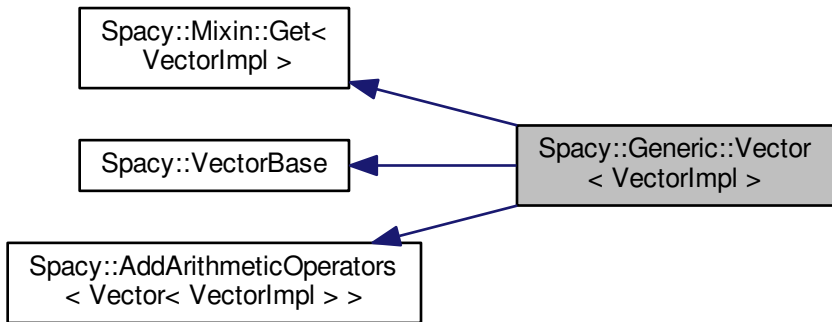 Spacy::Mixin::Get<
VectorImpl >
Spacy::VectorBase
Spacy::AddArithmeticOperators
< Vector< VectorImpl > >
Spacy::Generic::Vector
< VectorImpl >